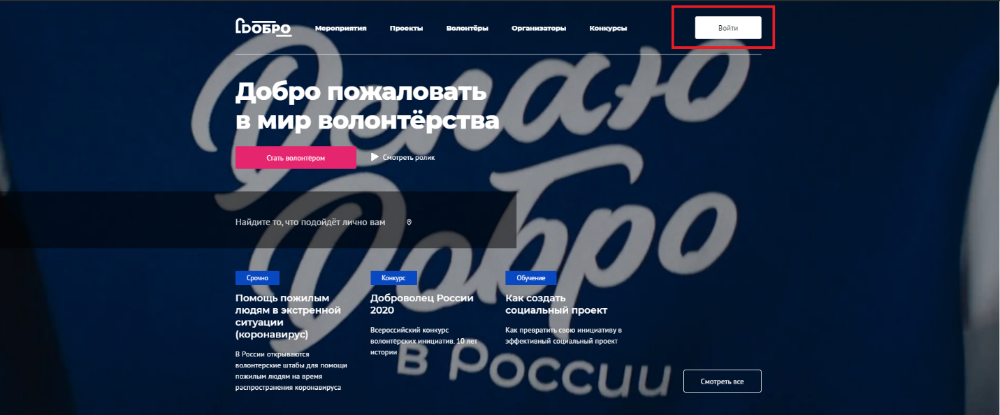 ДОБРО
Мероприятия
Проекты
Волонтёры
Организаторы
Конкурсы
Войти
Добро пожаловать
в мир волонтёрства
Стать волонтёром
Смотреть ролик
Делаю
Добро
в России
Найдите то, что подойдёт лично вам
Срочно
Помощь пожилым
людям в экстренной
ситуации
(коронавирус)
В России открываются
волонтерские штабы для помощи
пожилым людям на время
распространения коронавируса
Конкурс
Доброволец России
2020
Всероссийский конкурс
волонтёрских инициатив. 10 лет
истории
Обучение
Как создать
социальный проект
Как превратить свою инициативу в
эффективный социальный проект
Смотреть все